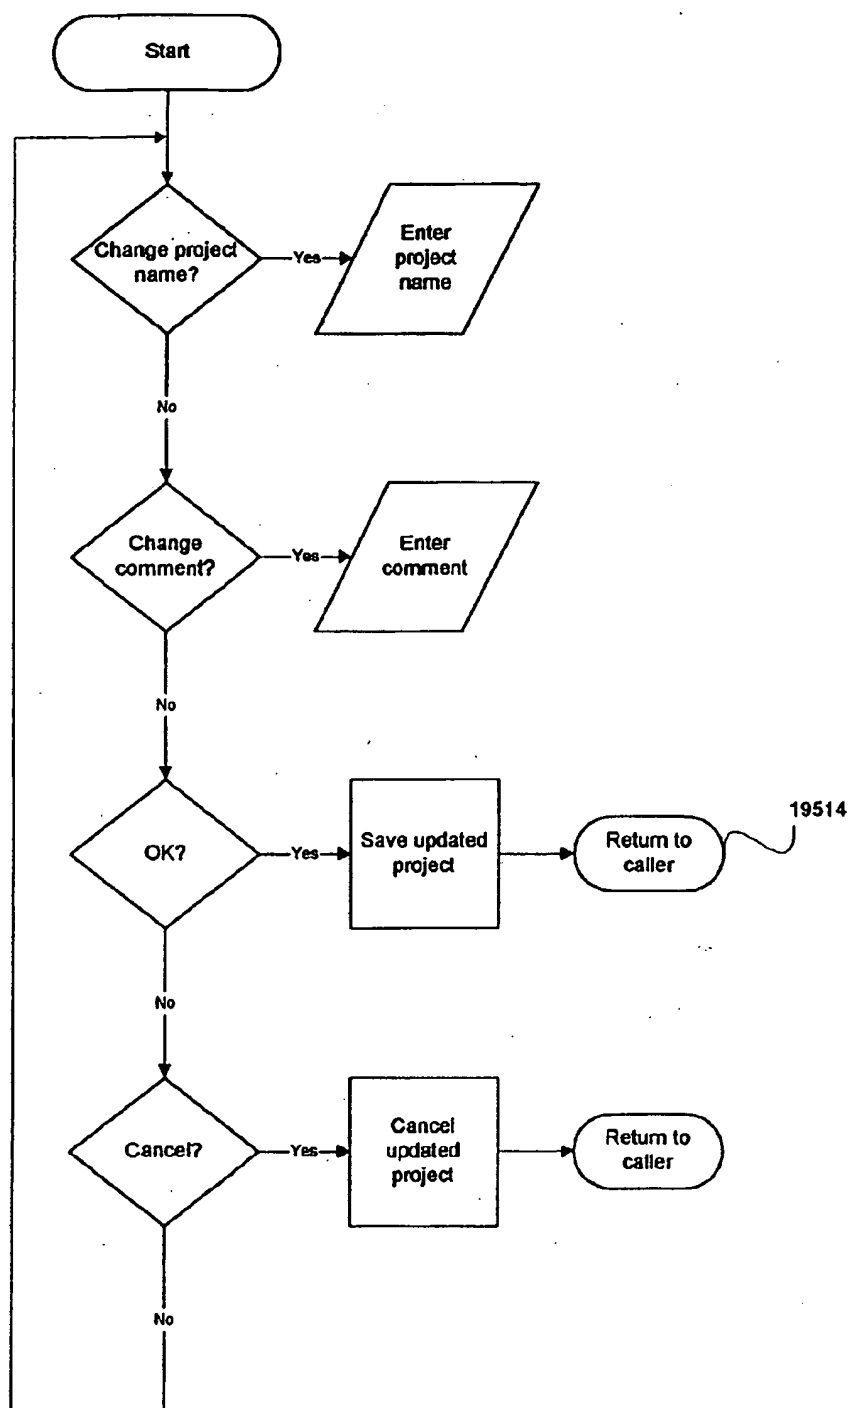 Start
Change project
name?
Yes
Enter
project
name
No
Change
comment?
Yes
Enter
comment
No
OK?
Yes
Save updated
project
Return to
caller
19514
No
Cancel?
Yes
Cancel
updated
project
Return to
caller
No